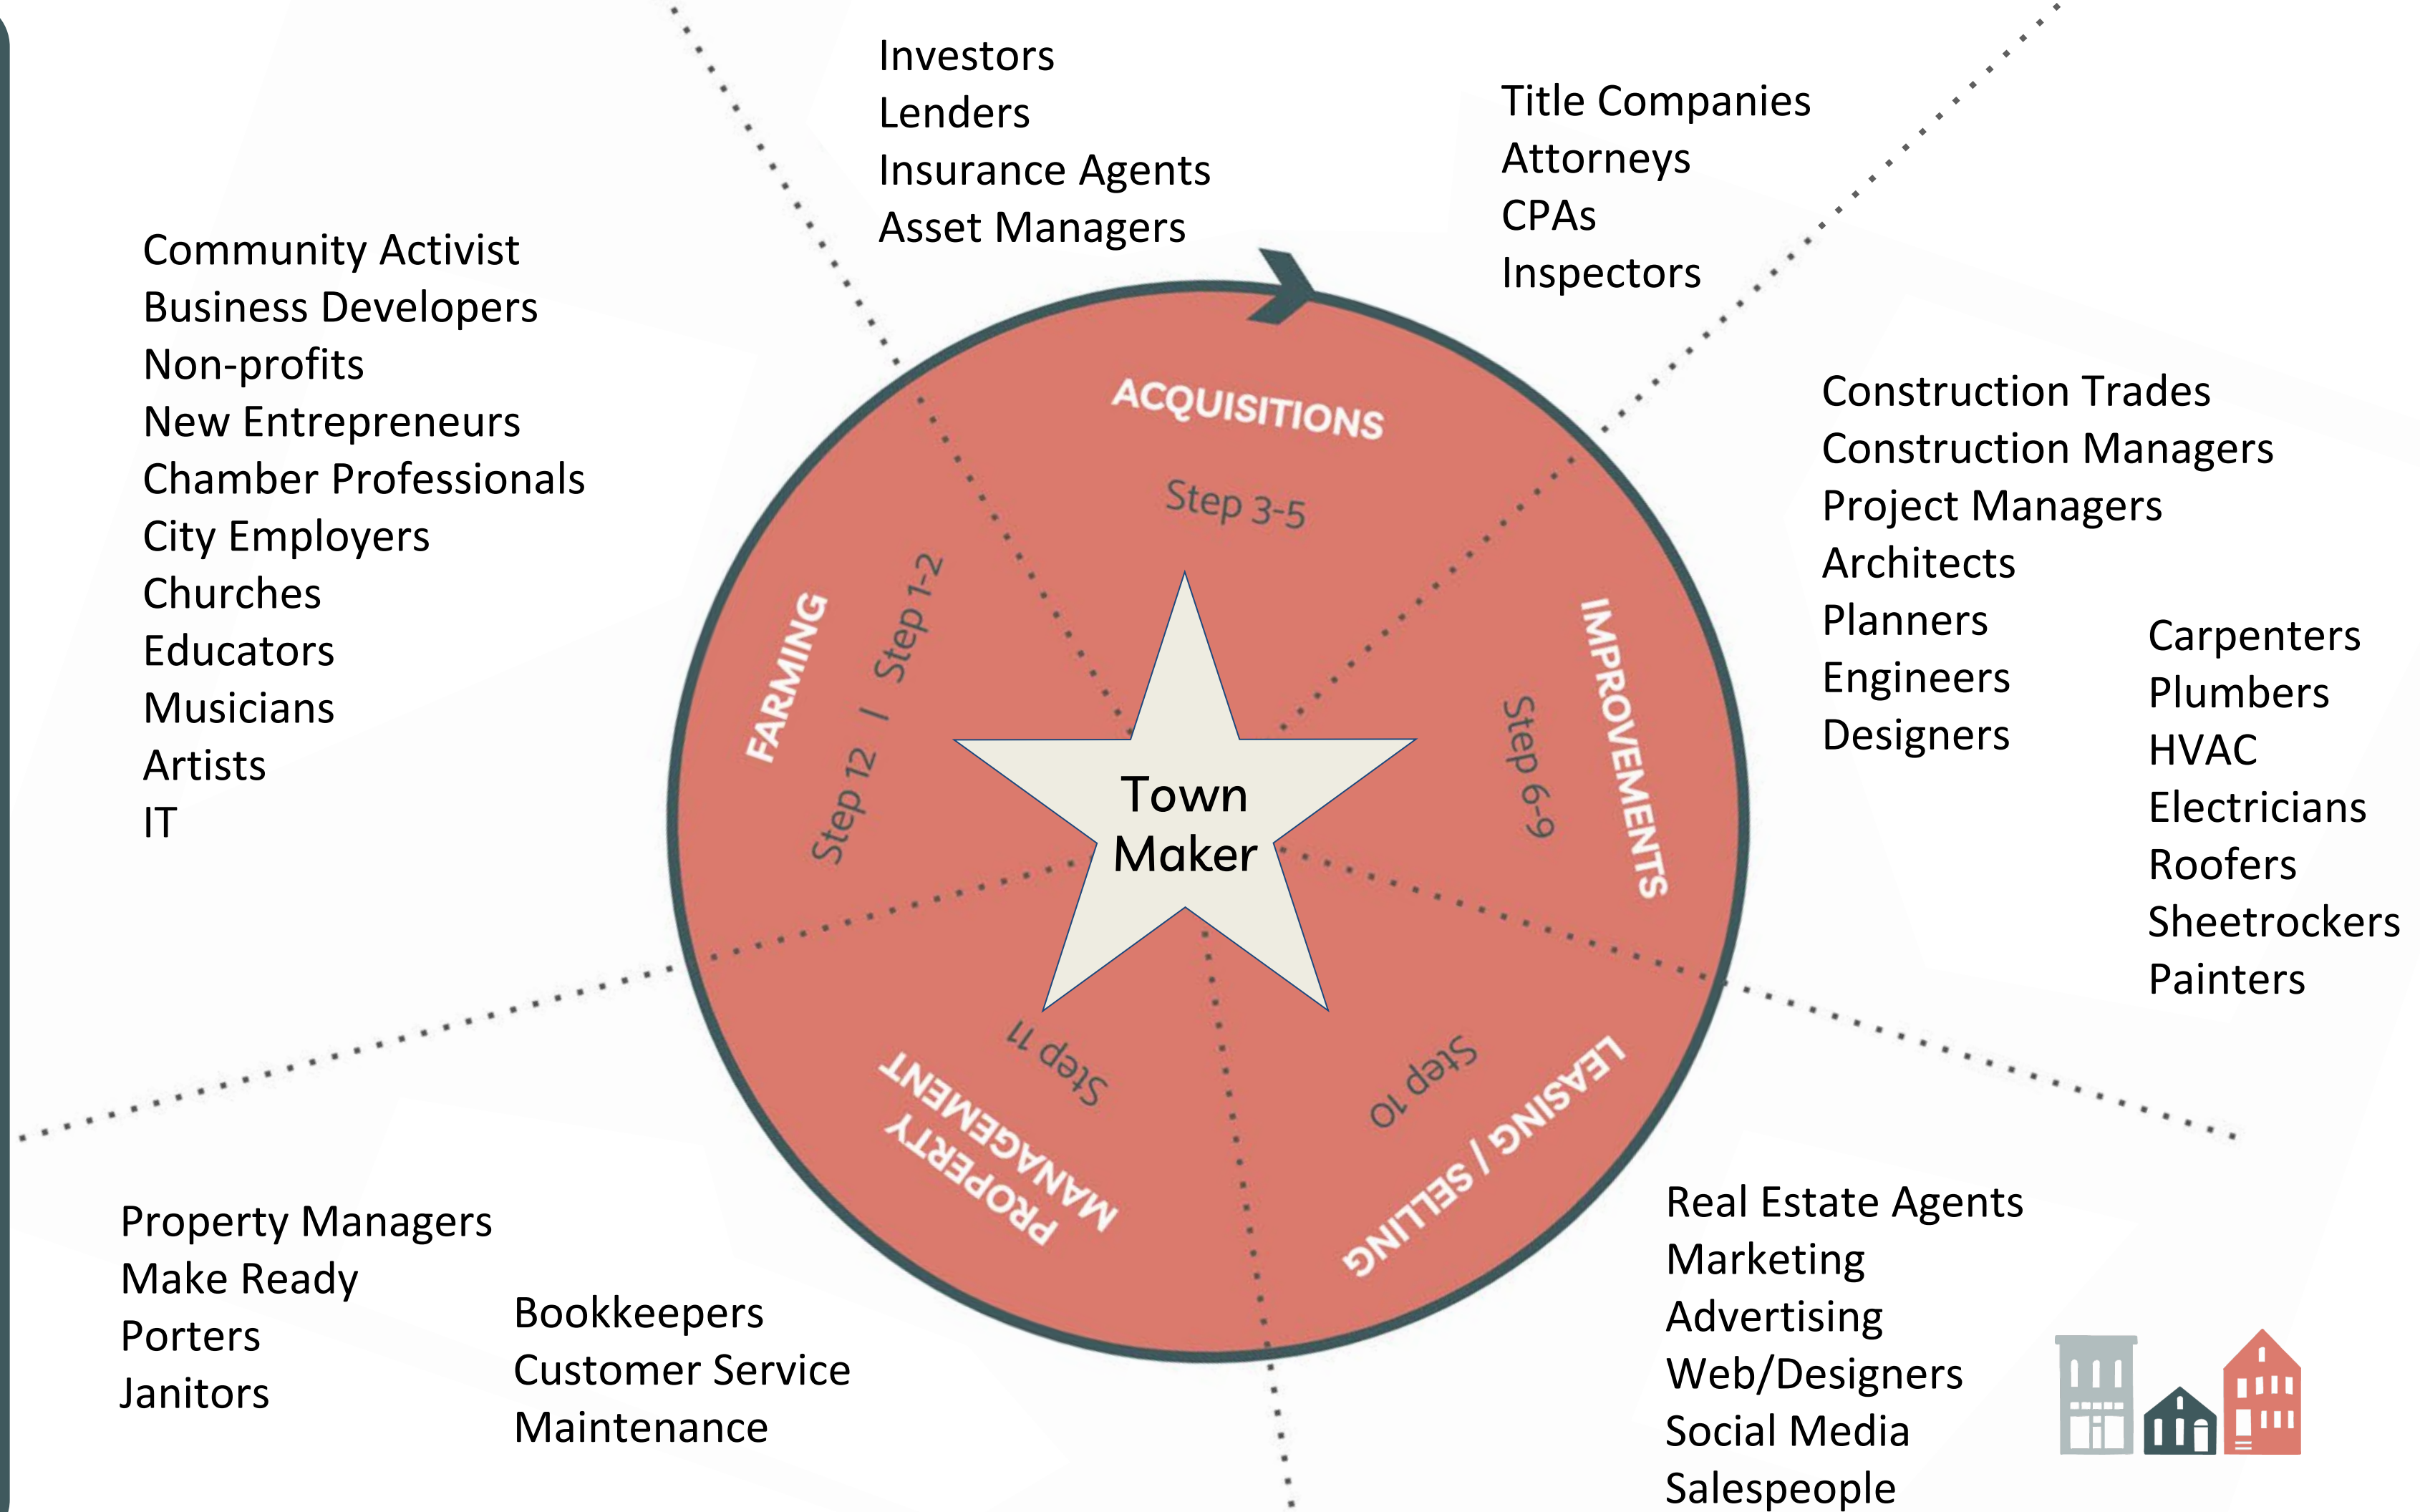 Investors
Lenders
Insurance Agents
Asset Managers
Title Companies
Attorneys
CPAs
Inspectors
Community Activist
Business Developers
Non-profits
New Entrepreneurs
Chamber Professionals
City Employers
Churches
Educators
Musicians
Artists
IT
Construction Trades
Construction Managers
Project Managers
Architects
Planners
Engineers
Designers
Carpenters
Plumbers
HVAC
Electricians
Roofers
Sheetrockers
Painters
ACQUISITIONS
Step 3-5
FARMING
Step 12 | Step 1-2
IMPROVEMENTS
Step 6-9
Town
Maker
Step 11
PROPERTY
MANAGEMENT
Step 10
LEASING / SELLING
Property Managers
Make Ready
Porters
Janitors
Bookkeepers
Customer Service
Maintenance
Real Estate Agents
Marketing
Advertising
Web/Designers
Social Media
Salespeople